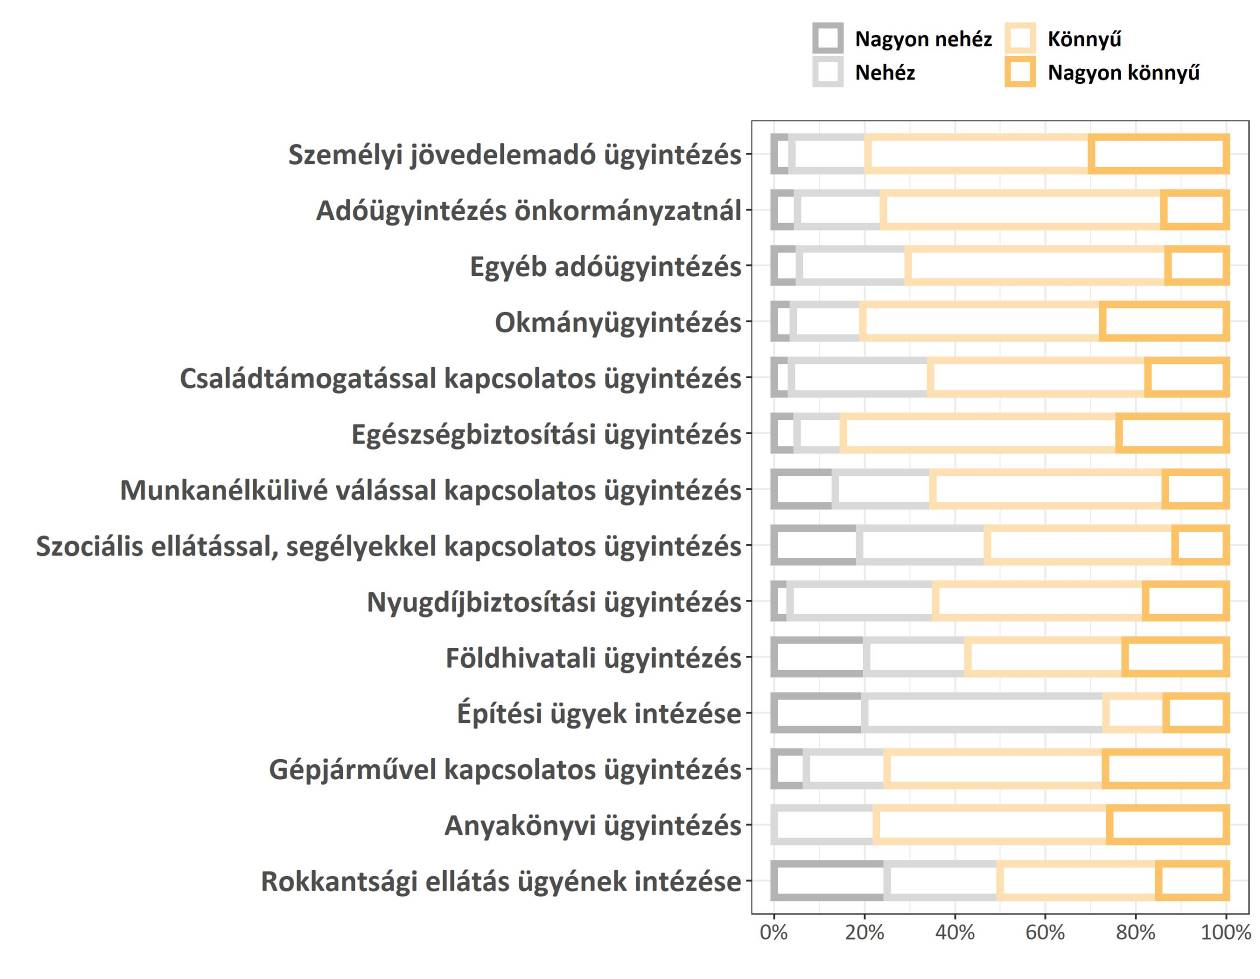 Nagyon nehéz Könnyű
Nehéz Nagyon könnyű
Személyi jövedelemadó ügyintézés
Adóügyintézés önkormányzatnál
Egyéb adóügyintézés
Okmányügyintézés
Családtámogatással kapcsolatos ügyintézés
Egészségbiztosítási ügyintézés
Munkanélkülivé válással kapcsolatos ügyintézés
Szociális ellátással, segélyekkel kapcsolatos ügyintézés
Nyugdíjbiztosítási ügyintézés
Földhivatali ügyintézés
Építési ügyek intézése
Gépjárművel kapcsolatos ügyintézés
Anyakönyvi ügyintézés
Rokkantsági ellátás ügyének intézése
0% 20% 40% 60% 80% 100%